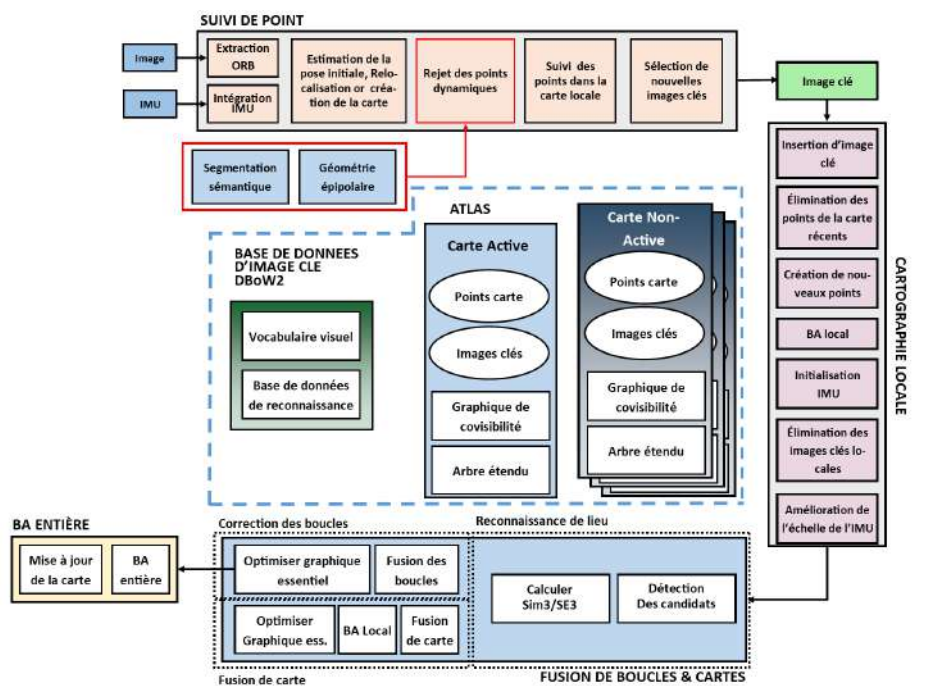 SUIVI DE POINT
Image
IMU
Extraction
ORB
Intégration
IMU
Estimation de la
pose initiale, Relo-
calisation or créa-
tion de la carte
Rejet des points
dynamiques
Suivi des
points dans la
carte locale
Sélection de
nouvelles
images clés
Image clé
Segmentation
sémantique
Géométrie
épipolaire
CARTOGRAPHIE LOCALE
Insertion d'image
clé
Élimination des
points de la carte
récents
Création de nou-
veaux points
BA local
Initialisation
IMU
Élimination des
images clés lo-
cales
Amélioration de
l'échelle de l'IMU
ATLAS
BASE DE DONNEES
D'IMAGE CLE
DBoW2
Vocabulaire visuel
Base de données
de reconnaissance
Carte Active
Points carte
Images clés
Graphique de
covisibilité
Arbre étendu
Carte Non-
Active
Points carte
Images clés
Graphique de
covisibilité
Arbre étendu
BA ENTIÈRE
Mise à jour
de la carte
BA
entière
Correction des boucles
Optimiser graphique
essentiel
Fusion des
boucles
Optimiser
Graphique ess.
BA Local
Fusion
de carte
Fusion de carte
Reconnaissance de lieu
Calculer
Sim3/SE3
Détection
Des candidats
FUSION DE BOUCLES & CARTES